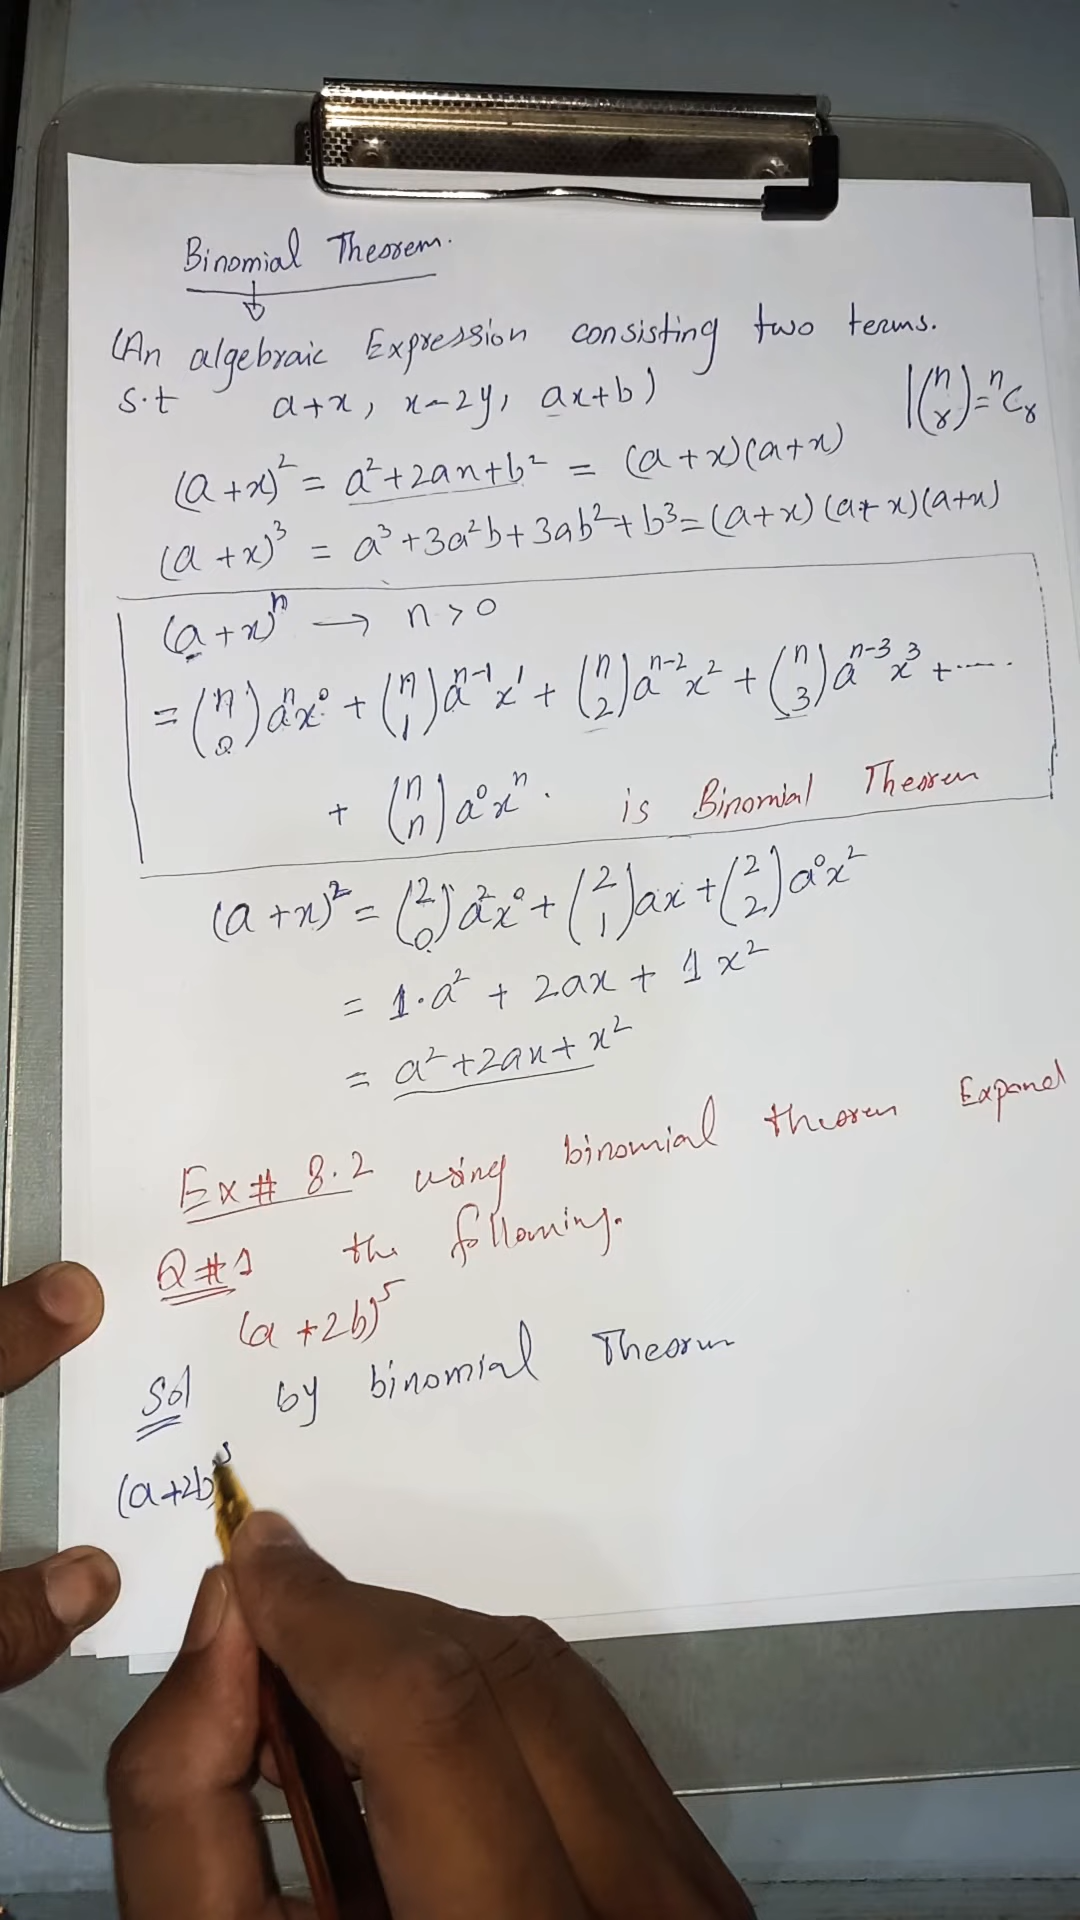 Binomial Theorem.
(An algebraic Expression consisting two terms.
s.t a+x, x-2y, ax+b)
|(n r) = ⁿCᵣ
(a+x)² = a²+2ax+b² = (a+x)(a+x)
(a+x)³ = a³+3a²b+3ab²+b³=(a+x)(a+x)(a+x)
(a+x)ⁿ → n>0
= (n 0)aⁿx⁰ + (n 1)aⁿ⁻¹x¹ + (n 2)aⁿ⁻²x² + (n 3)aⁿ⁻³x³ +.....
+ (n n)a⁰xⁿ. is Binomial Theorem
(a+x)² = (2 0)a²x⁰ + (2 1)ax + (2 2)a⁰x²
= 1·a² + 2ax + 1x²
= a²+2ax+x²
Ex# 8.2 using binomial theorem Expand
Q#1 the following.
(a+2b)⁵
Sol by binomial Theorem
(a+2b)⁵